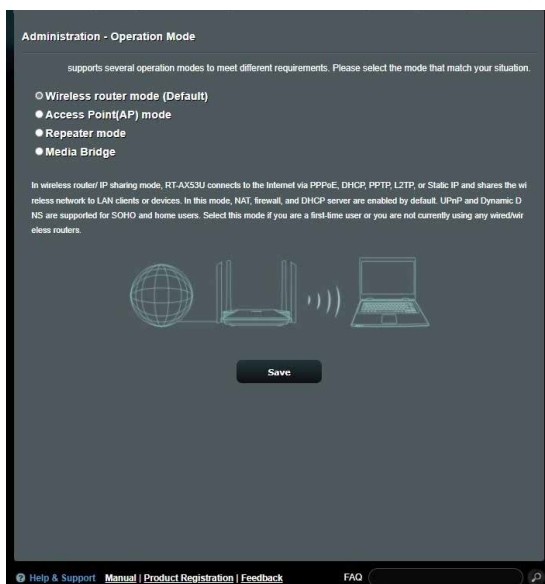 Administration - Operation Mode
supports several operation modes to meet different requirements. Please select the mode that match your situation.
Wireless router mode (Default)
Access Point(AP) mode
Repeater mode
Media Bridge
In wireless router/ IP sharing mode, RT-AX53U connects to the Internet via PPPoE, DHCP, PPTP, L2TP, or Static IP and shares the wi
reless network to LAN clients or devices. In this mode, NAT, firewall, and DHCP server are enabled by default. UPnP and Dynamic D
NS are supported for SOHO and home users. Select this mode if you are a first-time user or you are not currently using any wired/wir
eless routers.
Save
Help & Support Manual | Product Registration | Feedback FAQ